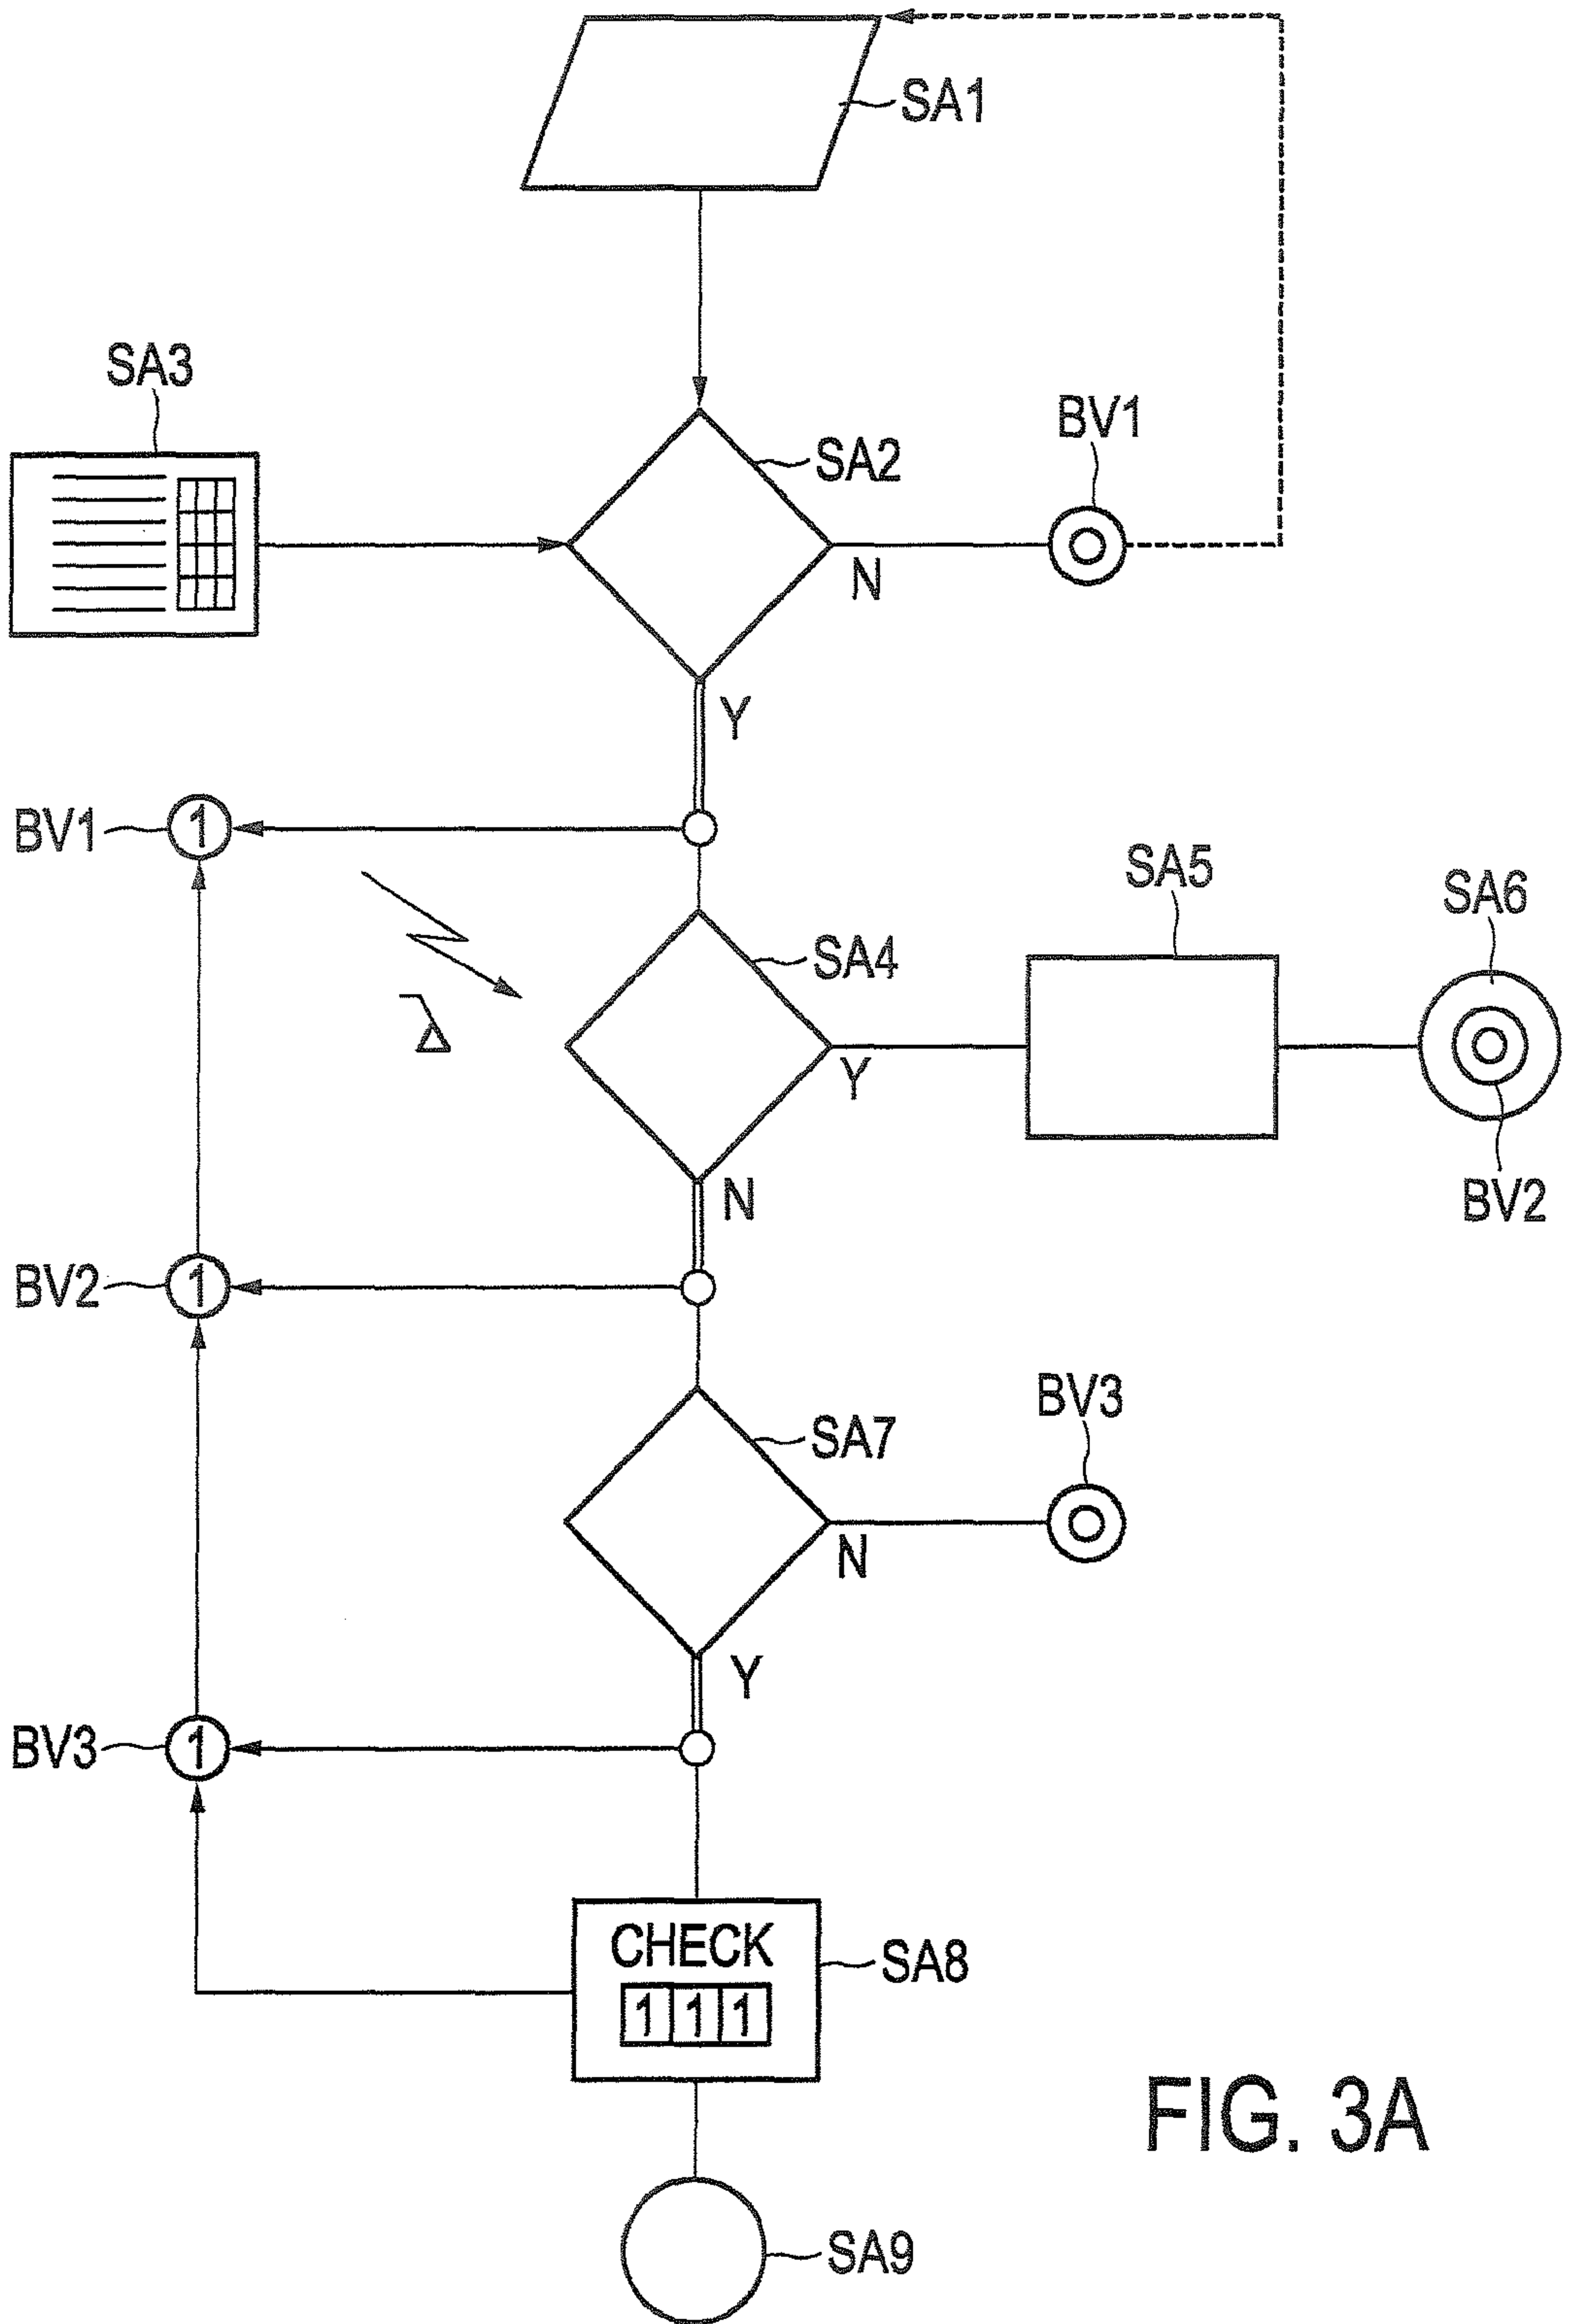 SA1
SA3
SA2
BV1
N
Y
BV1
1
SA5
SA6
SA4
Y
BV2
N
BV2
1
BV3
SA7
N
Y
BV3
1
CHECK
1 1 1
SA8
FIG. 3A
SA9